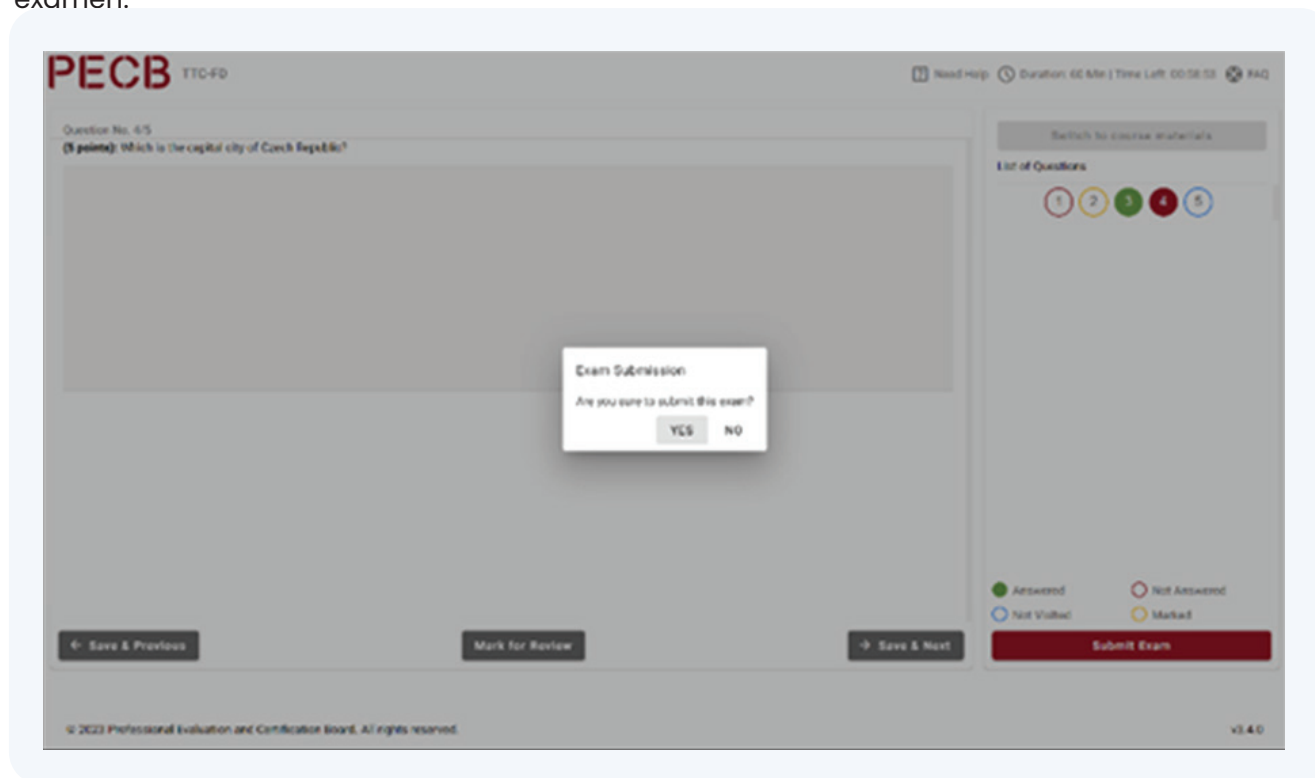 examen.
PECB TTC-FD
Need Help Duration: 60 Min | Time Left: 00:58:53 FAQ
Question No. 4/5
(5 points): Which is the capital city of Czech Republic?
Switch to course materials
List of Questions
1 2 3 4 5
Exam Submission
Are you sure to submit this exam?
YES NO
Answered Not Answered
Not Visited Marked
← Save & Previous Mark for Review → Save & Next Submit Exam
© 2023 Professional Evaluation and Certification Board. All rights reserved. v3.4.0